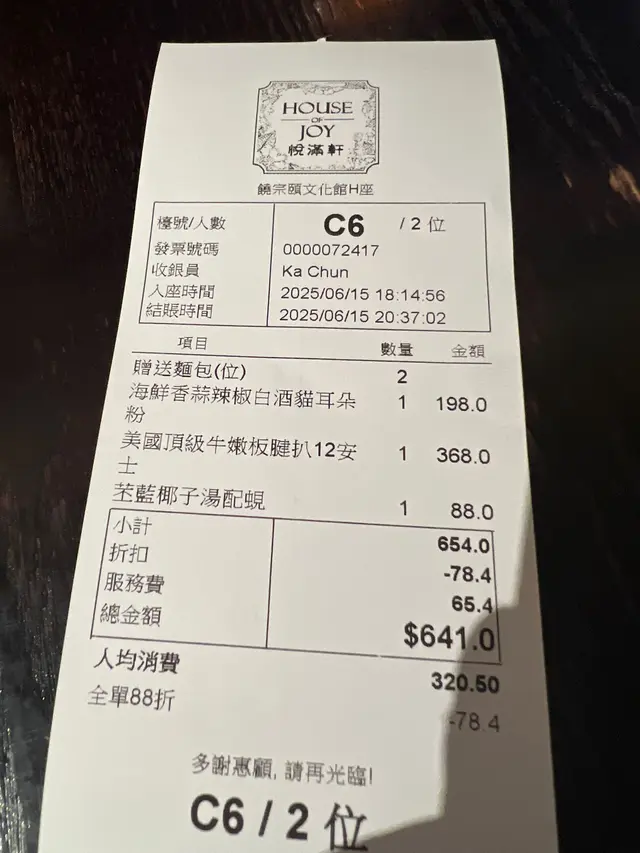 HOUSE
OF
JOY
悅滿軒
饒宗頤文化館H座
檯號/人數 C6 / 2 位
發票號碼 0000072417
收銀員 Ka Chun
入座時間 2025/06/15 18:14:56
結賬時間 2025/06/15 20:37:02
項目 數量 金額
贈送麵包(位) 2
海鮮香蒜辣椒白酒貓耳朵 1 198.0
粉
美國頂級牛嫩板腱扒12安 1 368.0
士
芣藍椰子湯配蜆 1 88.0
小計 654.0
折扣 -78.4
服務費 65.4
總金額 $641.0
人均消費 320.50
全單88折 -78.4
多謝惠顧, 請再光臨!
C6 / 2 位